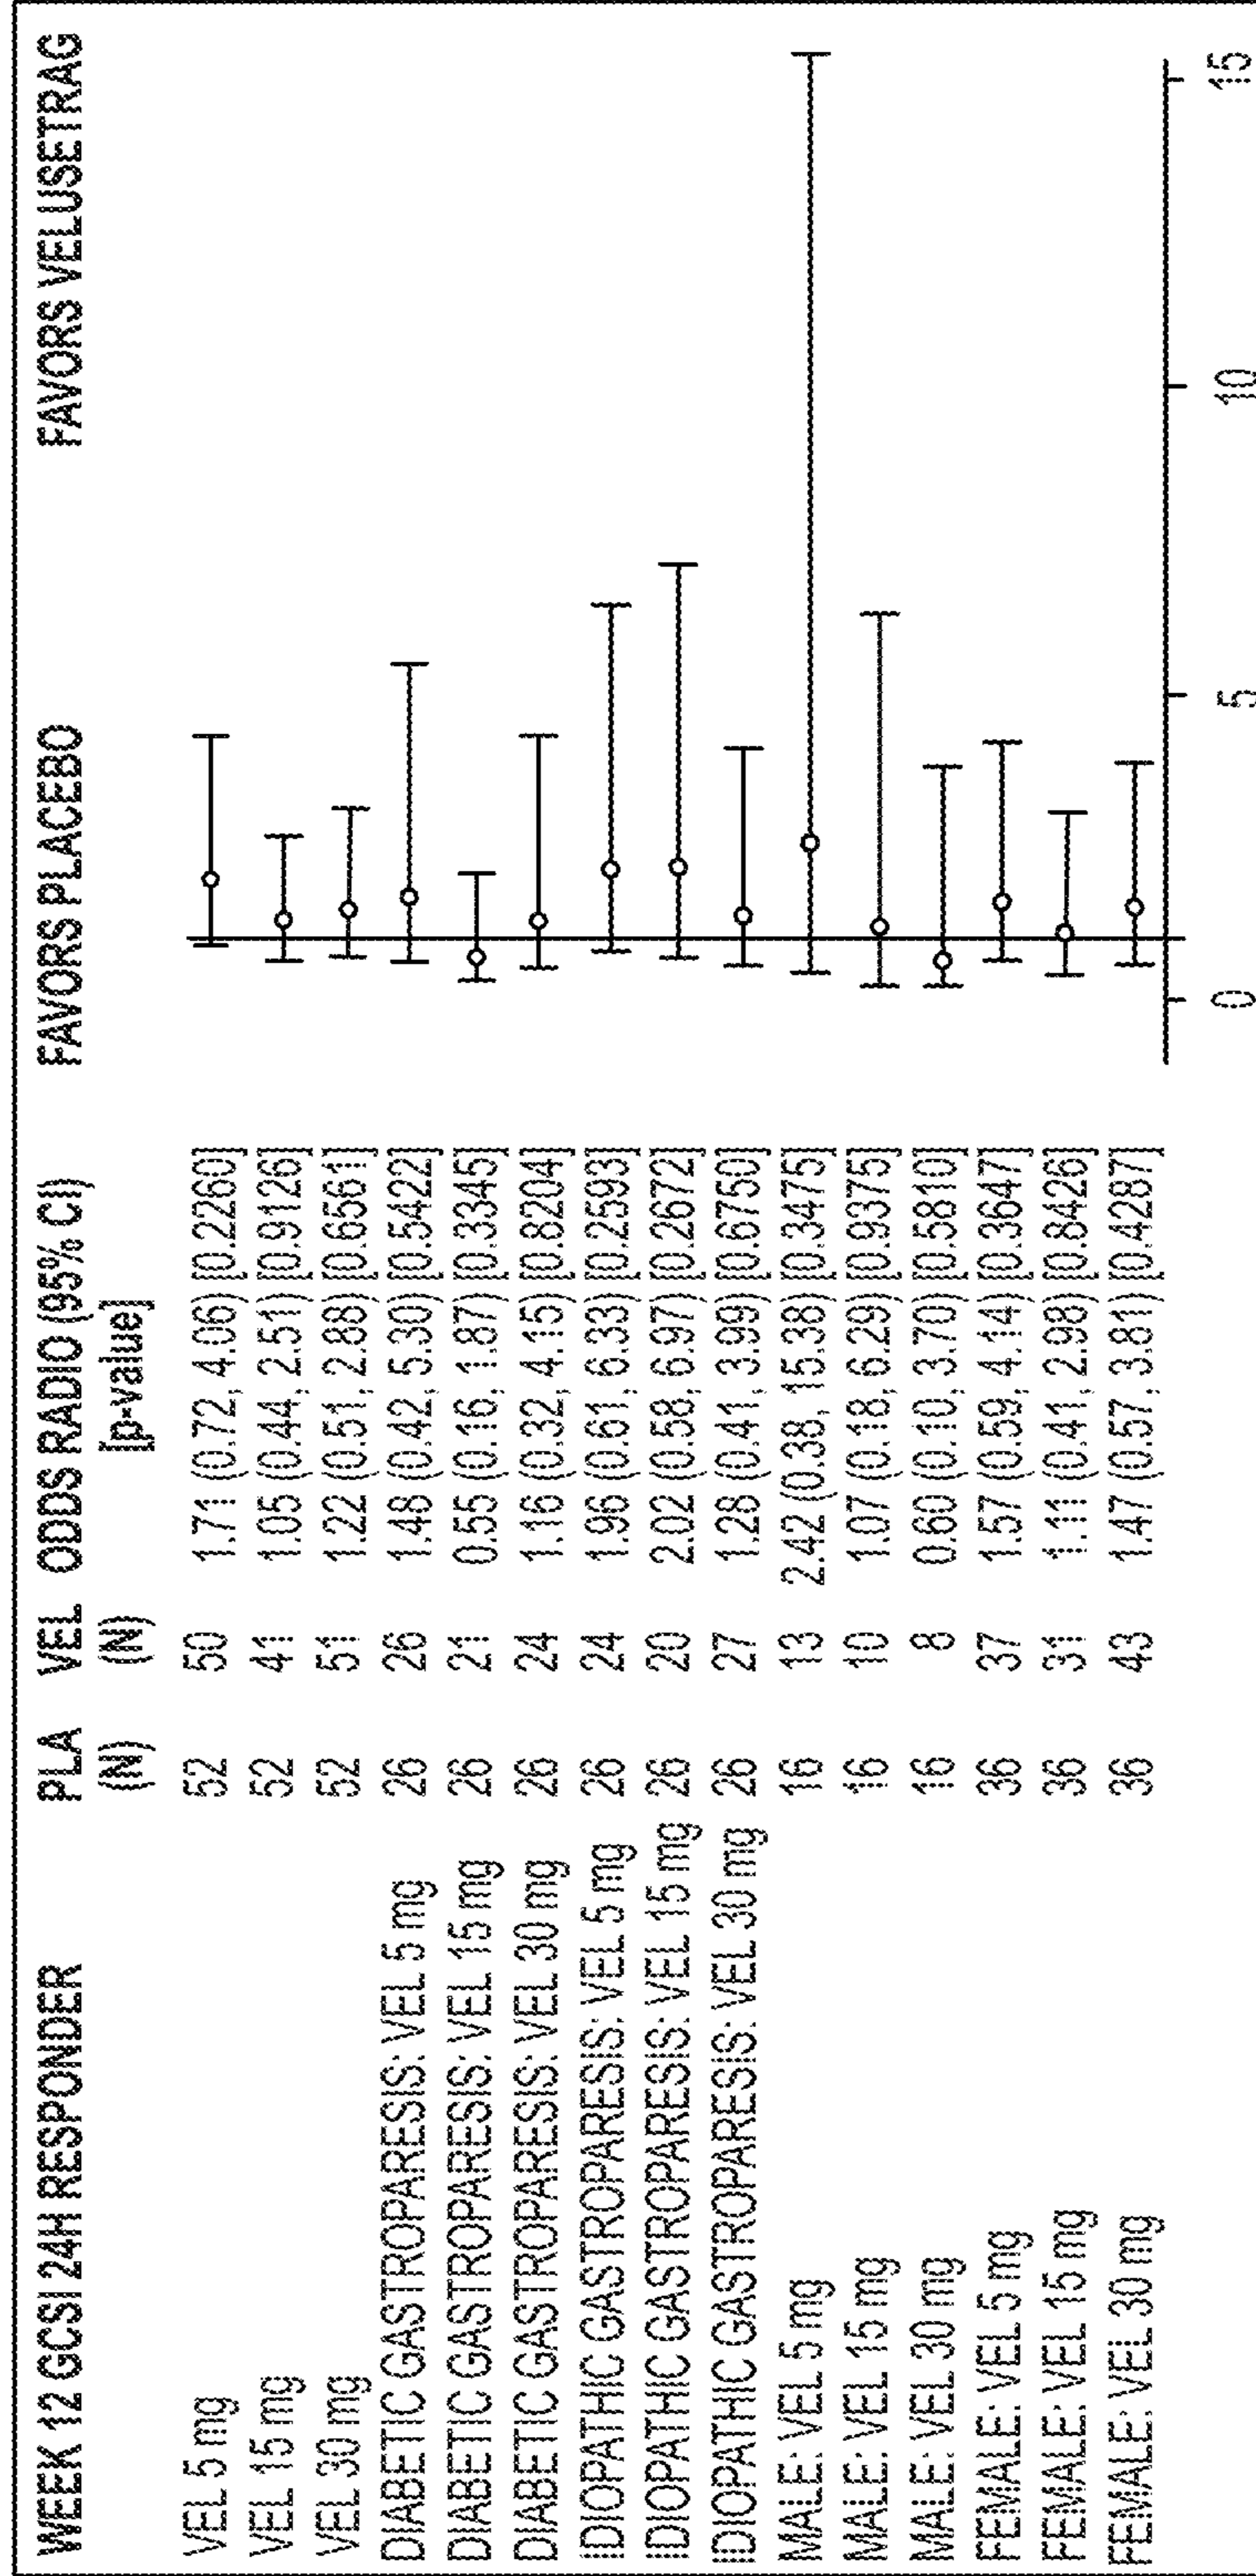 WEEK 12 GCSI 24H RESPONDER PLA VEL ODDS RADIO (95% CI) FAVORS PLACEBO FAVORS VELUSETRAG
(N) (N) [p-value]
VEL 5 mg 52 50 1.71 (0.72, 4.06) [0.2260]
VEL 15 mg 52 41 1.05 (0.44, 2.51) [0.9126]
VEL 30 mg 52 51 1.22 (0.51, 2.88) [0.6561]
DIABETIC GASTROPARESIS: VEL 5 mg 26 26 1.48 (0.42, 5.30) [0.5422]
DIABETIC GASTROPARESIS: VEL 15 mg 26 21 0.55 (0.16, 1.87) [0.3345]
DIABETIC GASTROPARESIS: VEL 30 mg 26 24 1.16 (0.32, 4.15) [0.8204]
IDIOPATHIC GASTROPARESIS: VEL 5 mg 26 24 1.96 (0.61, 6.33) [0.2593]
IDIOPATHIC GASTROPARESIS: VEL 15 mg 26 20 2.02 (0.58, 6.97) [0.2672]
IDIOPATHIC GASTROPARESIS: VEL 30 mg 26 27 1.28 (0.41, 3.99) [0.6750]
MALE: VEL 5 mg 16 13 2.42 (0.38, 15.38) [0.3475]
MALE: VEL 15 mg 16 10 1.07 (0.18, 6.29) [0.9375]
MALE: VEL 30 mg 16 8 0.60 (0.10, 3.70) [0.5810]
FEMALE: VEL 5 mg 36 37 1.57 (0.59, 4.14) [0.3647]
FEMALE: VEL 15 mg 36 31 1.11 (0.41, 2.98) [0.8426]
FEMALE: VEL 30 mg 36 43 1.47 (0.57, 3.81) [0.4287]
0 5 10 15